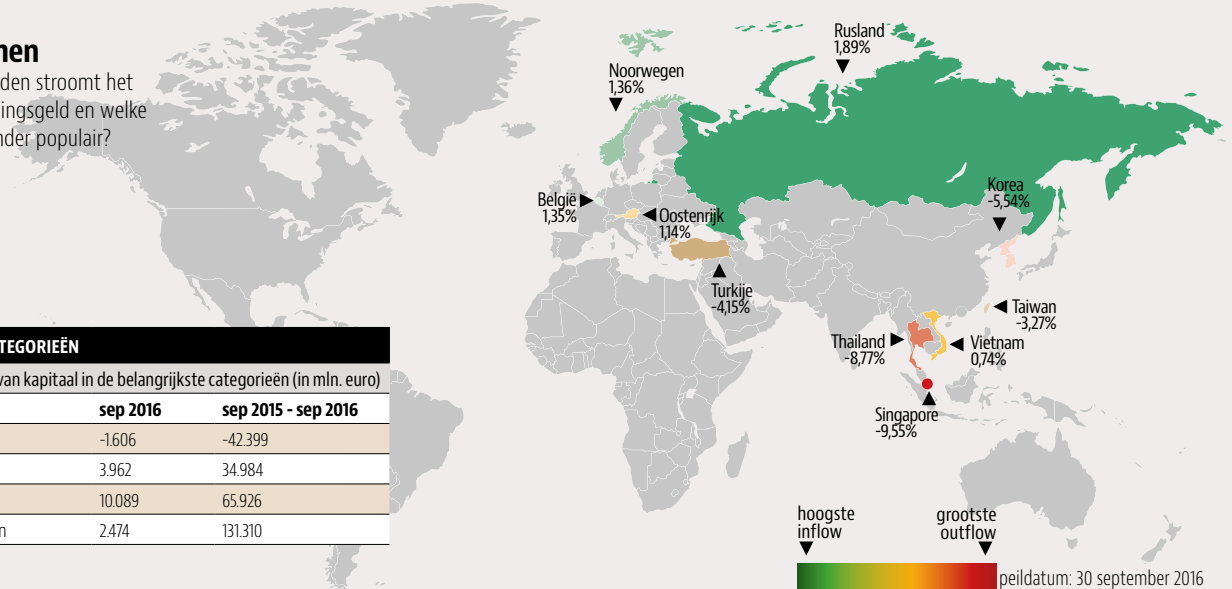 nen
den stroomt het
ingsgeld en welke
nder populair?
Rusland
1,89%
Noorwegen
1,36%
België
1,35%
Oostenrijk
1,14%
Korea
-5,54%
Turkije
-4,15%
Taiwan
-3,27%
Thailand
-8,77%
Vietnam
0,74%
Singapore
-9,55%
TEGORIEËN
van kapitaal in de belangrijkste categorieën (in mln. euro)
sep 2016 sep 2015 - sep 2016
-1.606 -42.399
3.962 34.984
10.089 65.926
n 2.474 131.310
hoogste
inflow
grootste
outflow
peildatum: 30 september 2016